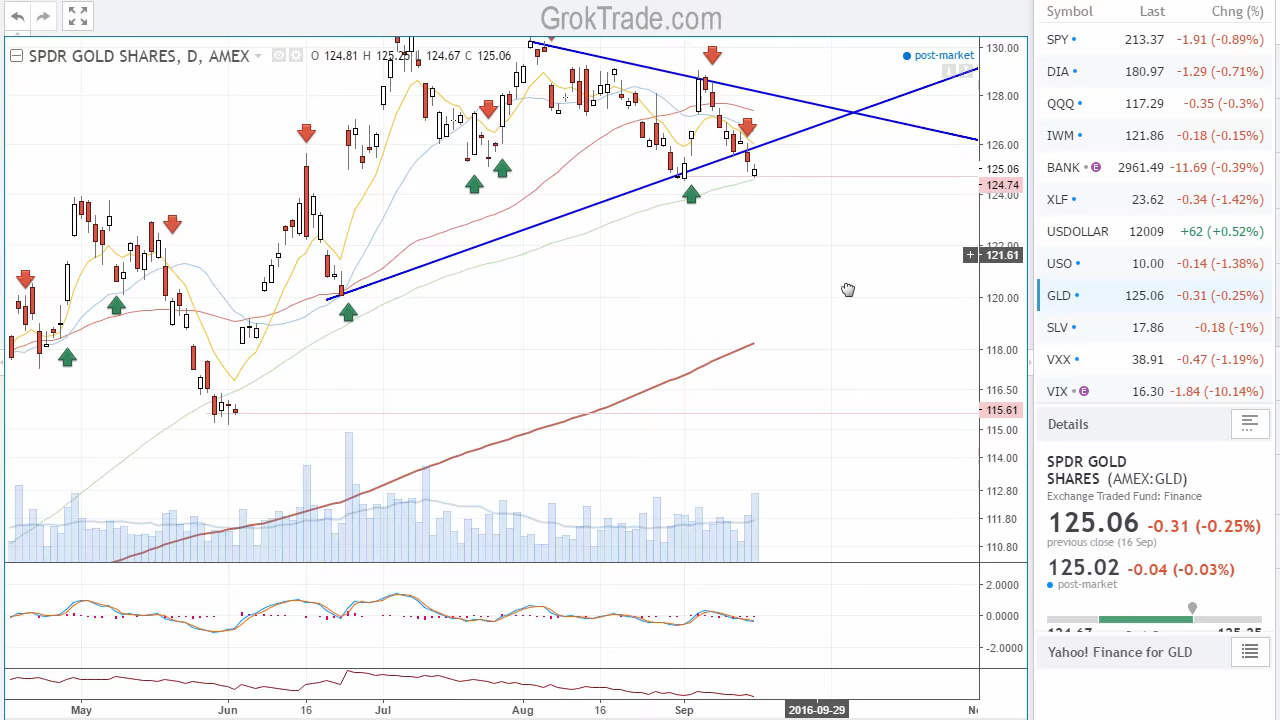 GrokTrade.com
SPDR GOLD SHARES, D, AMEX O 124.81 H 125.25 L 124.67 C 125.06
post-market
130.00
128.00
126.00
125.06
124.74
124.00
122.00
121.61
120.00
118.00
116.50
115.61
115.00
114.00
112.80
111.80
110.80
2.0000
0.0000
-2.0000
May Jun 16 Jul Aug 16 Sep 2016-09-29
Symbol Last Chng (%)
SPY 213.37 -1.91 (-0.89%)
DIA 180.97 -1.29 (-0.71%)
QQQ 117.29 -0.35 (-0.3%)
IWM 121.86 -0.18 (-0.15%)
BANK E 2961.49 -11.69 (-0.39%)
XLF 23.62 -0.34 (-1.42%)
USDOLLAR 12009 +62 (+0.52%)
USO 10.00 -0.14 (-1.38%)
GLD 125.06 -0.31 (-0.25%)
SLV 17.86 -0.18 (-1%)
VXX 38.91 -0.47 (-1.19%)
VIX E 16.30 -1.84 (-10.14%)
Details
SPDR GOLD
SHARES (AMEX:GLD)
Exchange Traded Fund: Finance
125.06 -0.31 (-0.25%)
previous close (16 Sep)
125.02 -0.04 (-0.03%)
post-market
124.67 125.25
Yahoo! Finance for GLD